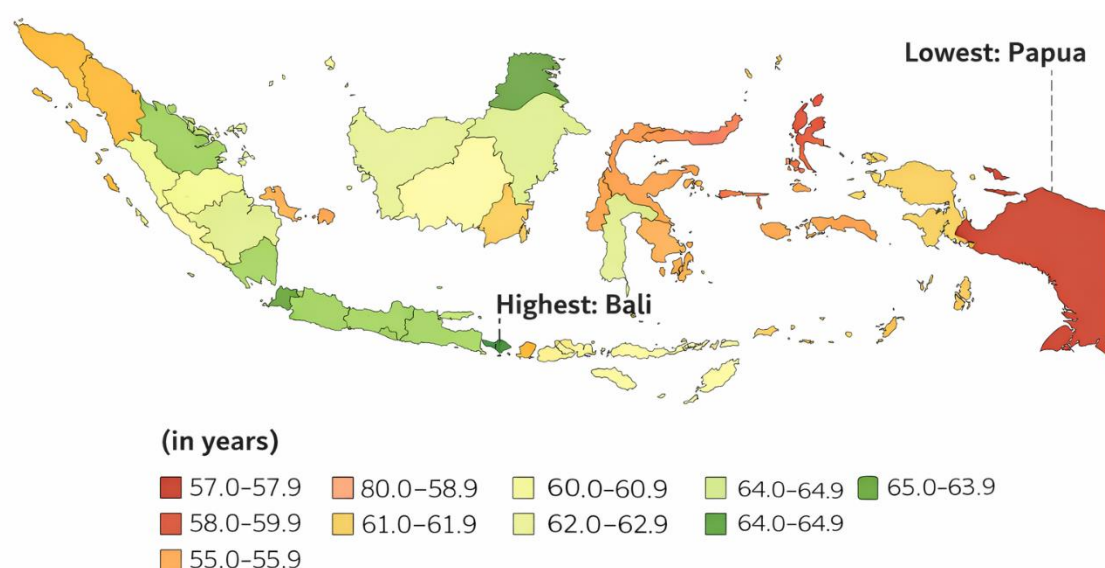 Lowest: Papua
Highest: Bali
(in years)
57.0–57.9 80.0–58.9 60.0–60.9 64.0–64.9 65.0–63.9
58.0–59.9 61.0–61.9 62.0–62.9 64.0–64.9
55.0–55.9